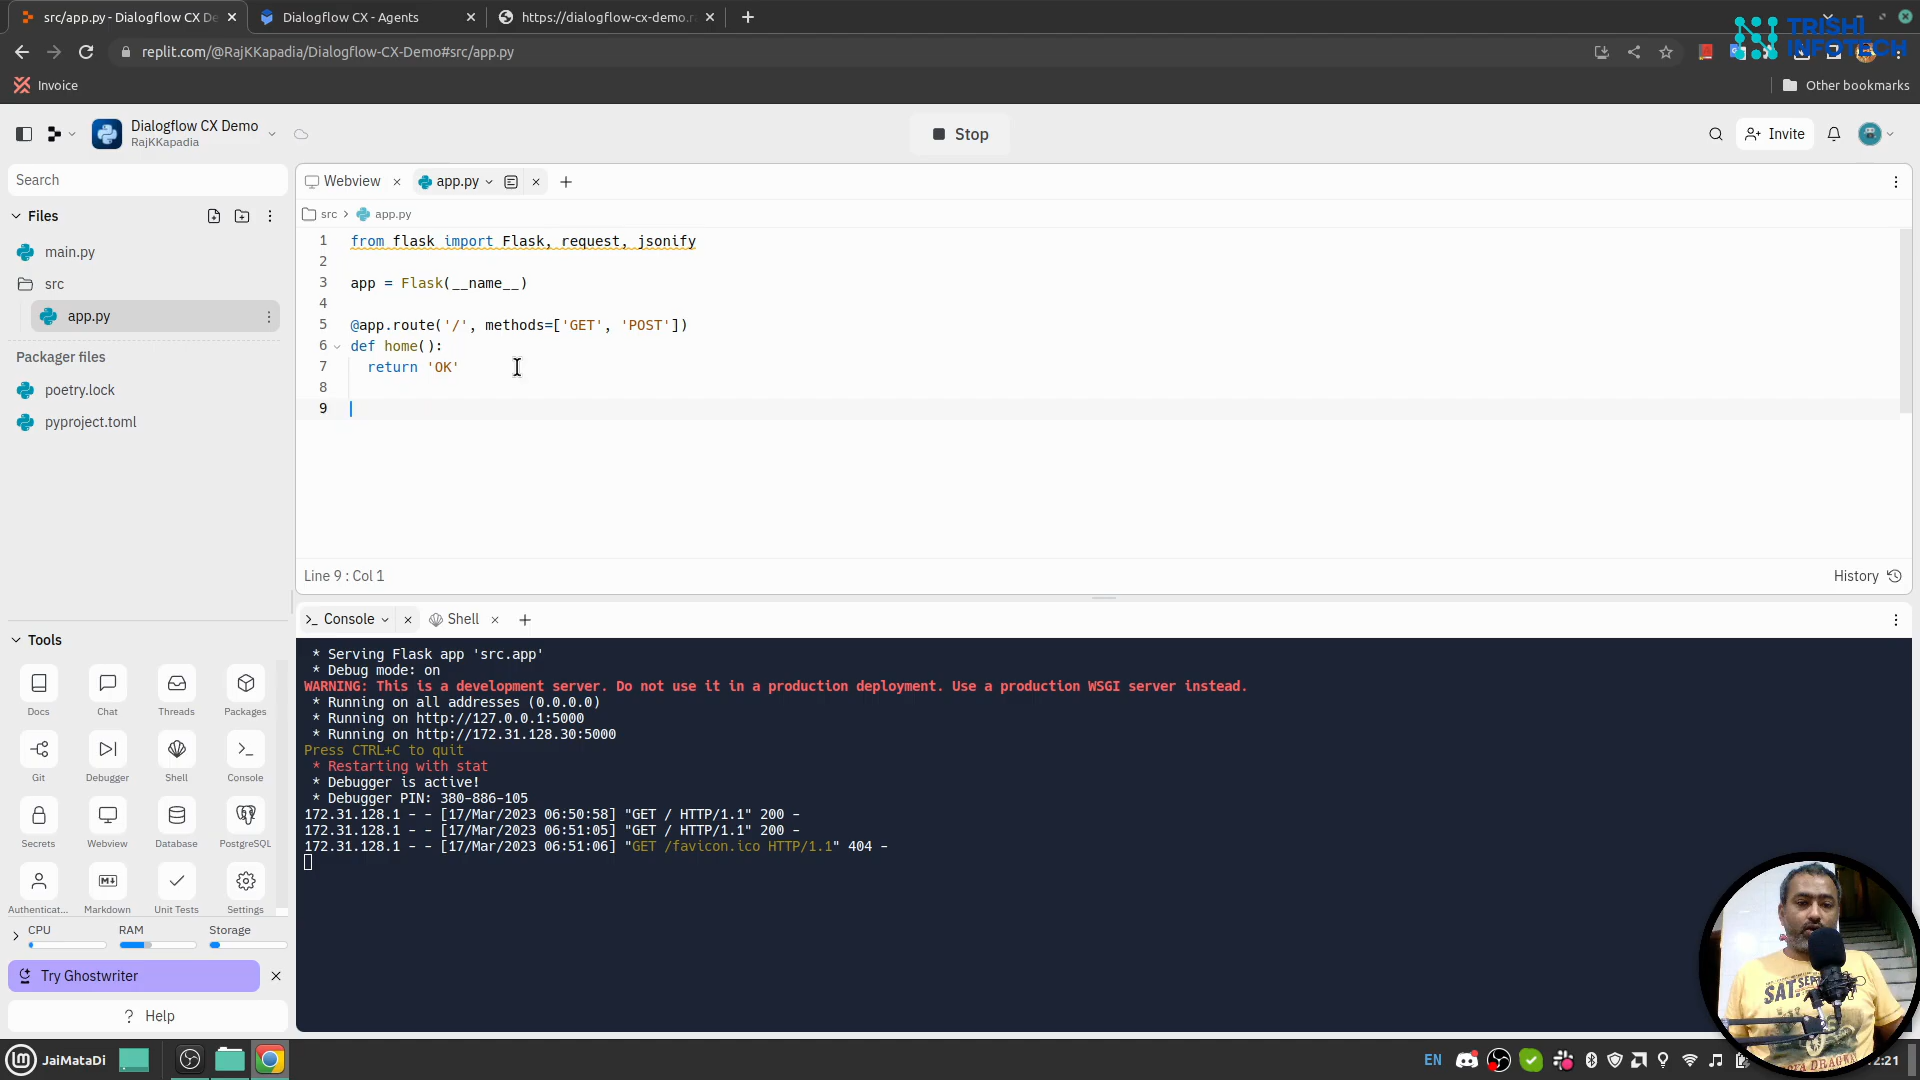 src/app.py - Dialogflow CX De
Dialogflow CX - Agents
https://dialogflow-cx-demo.r
replit.com/@RajKKapadia/Dialogflow-CX-Demo#src/app.py
TRISHI
INFOTECH
Invoice
Other bookmarks
Dialogflow CX Demo
RajKKapadia
Stop
Invite
Search
Webview
app.py
Files
src > app.py
main.py
src
app.py
Packager files
poetry.lock
pyproject.toml
1 from flask import Flask, request, jsonify
2
3 app = Flask(__name__)
4
5 @app.route('/', methods=['GET', 'POST'])
6 def home():
7 return 'OK'
8
9
Line 9 : Col 1
History
Console
Shell
Tools
Docs
Chat
Threads
Packages
Git
Debugger
Shell
Console
Secrets
Webview
Database
PostgreSQL
Authenticat...
Markdown
Unit Tests
Settings
CPU
RAM
Storage
Try Ghostwriter
? Help
* Serving Flask app 'src.app'
* Debug mode: on
WARNING: This is a development server. Do not use it in a production deployment. Use a production WSGI server instead.
* Running on all addresses (0.0.0.0)
* Running on http://127.0.0.1:5000
* Running on http://172.31.128.30:5000
Press CTRL+C to quit
* Restarting with stat
* Debugger is active!
* Debugger PIN: 380-886-105
172.31.128.1 - - [17/Mar/2023 06:50:58] "GET / HTTP/1.1" 200 -
172.31.128.1 - - [17/Mar/2023 06:51:05] "GET / HTTP/1.1" 200 -
172.31.128.1 - - [17/Mar/2023 06:51:06] "GET /favicon.ico HTTP/1.1" 404 -
JaiMataDi
EN